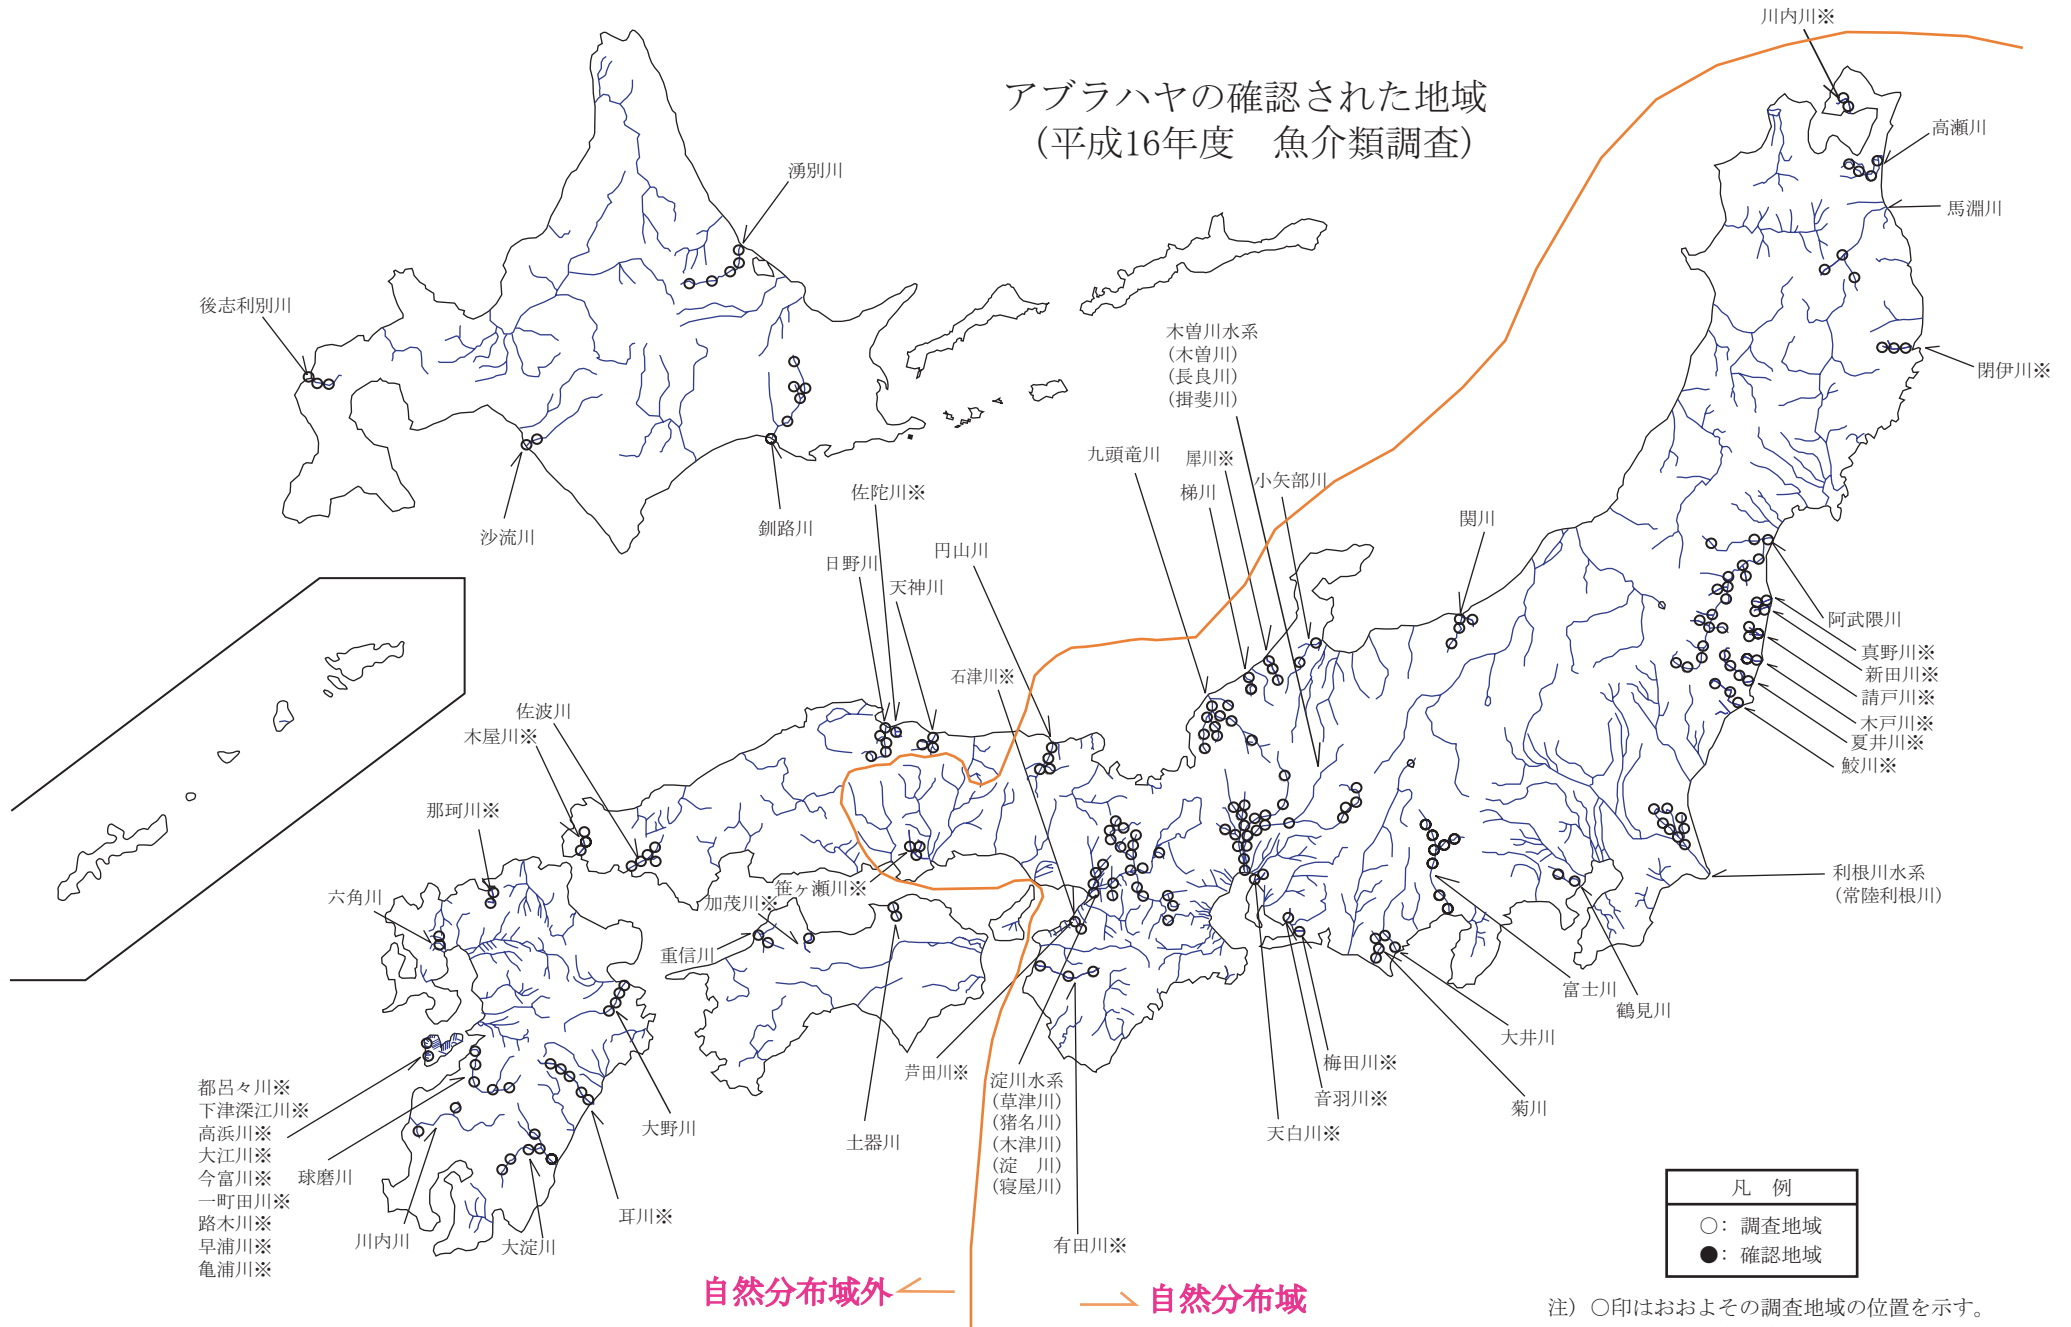 アブラハヤの確認された地域
(平成16年度　魚介類調査)
川内川※
高瀬川
馬淵川
閉伊川※
湧別川
後志利別川
沙流川
釧路川
木曽川水系
(木曽川)
(長良川)
(揖斐川)
九頭竜川
犀川※
梯川
小矢部川
関川
佐陀川※
日野川
天神川
円山川
石津川※
佐波川
木屋川※
那珂川※
六角川
笹ヶ瀬川※
加茂川※
重信川
阿武隈川
真野川※
新田川※
請戸川※
木戸川※
夏井川※
鮫川※
利根川水系
(常陸利根川)
富士川
鶴見川
大井川
菊川
梅田川※
音羽川※
天白川※
芦田川※
淀川水系
(草津川)
(猪名川)
(木津川)
(淀　川)
(寝屋川)
有田川※
土器川
大野川
耳川※
大淀川
川内川
球磨川
都呂々川※
下津深江川※
高浜川※
大江川※
今富川※
一町田川※
路木川※
早浦川※
亀浦川※
自然分布域外
自然分布域
凡　例
○：調査地域
●：確認地域
注）○印はおおよその調査地域の位置を示す。